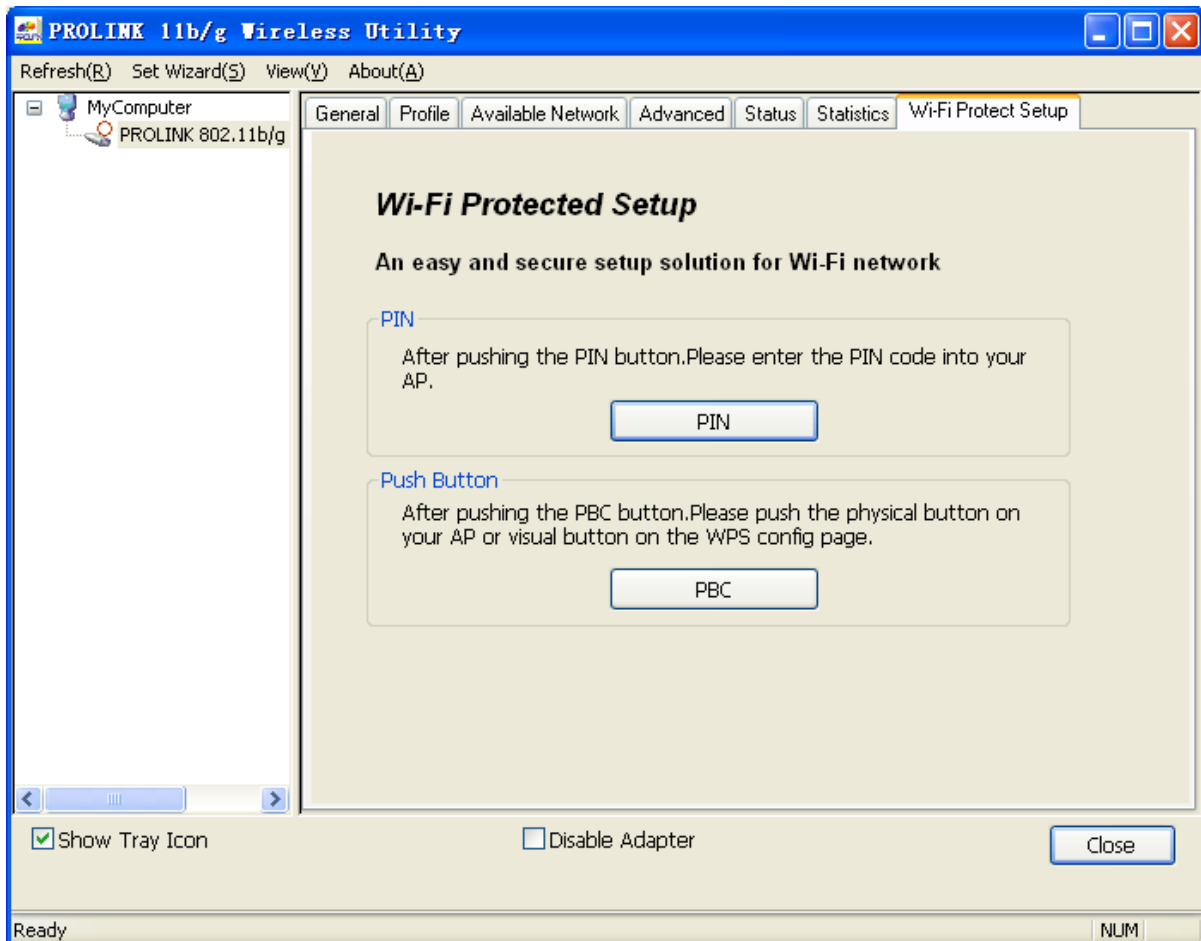 PROLINK 11b/g Wireless Utility
Refresh(R) Set Wizard(S) View(V) About(A)
MyComputer
PROLINK 802.11b/g
General Profile Available Network Advanced Status Statistics Wi-Fi Protect Setup
Wi-Fi Protected Setup
An easy and secure setup solution for Wi-Fi network
PIN
After pushing the PIN button.Please enter the PIN code into your
AP.
PIN
Push Button
After pushing the PBC button.Please push the physical button on
your AP or visual button on the WPS config page.
PBC
Show Tray Icon
Disable Adapter
Close
Ready
NUM